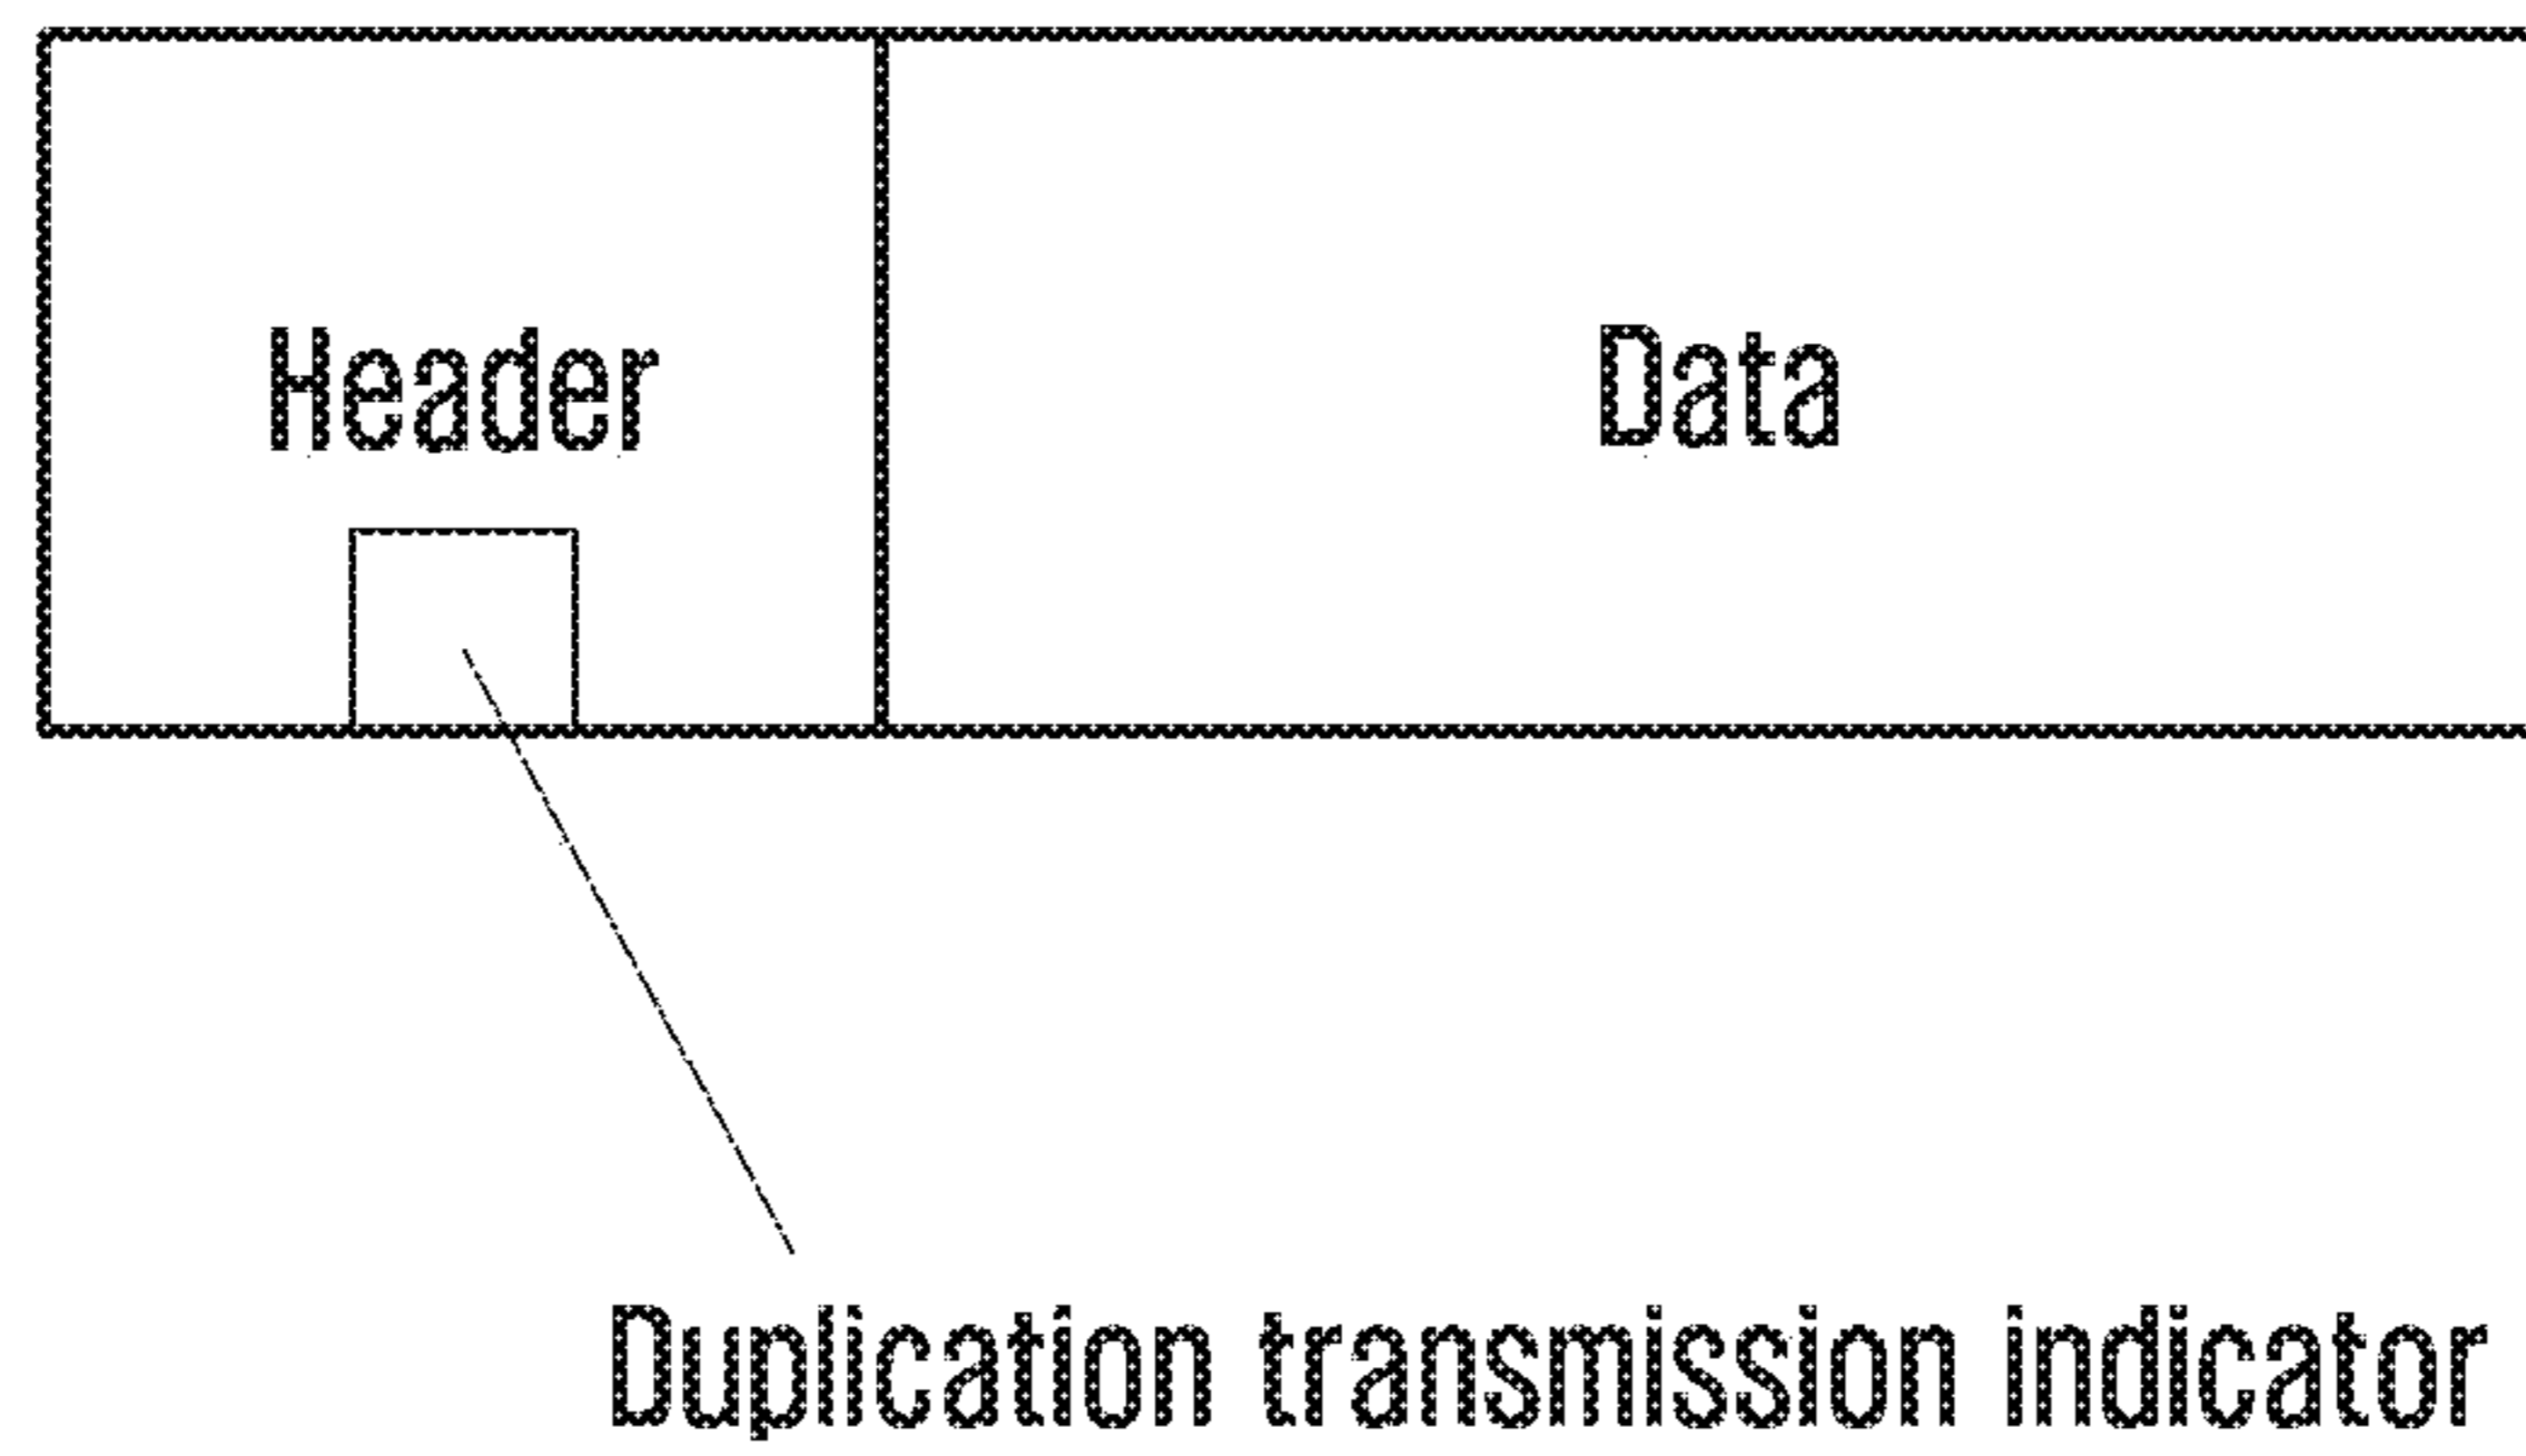 Header
Data
Duplication transmission indicator